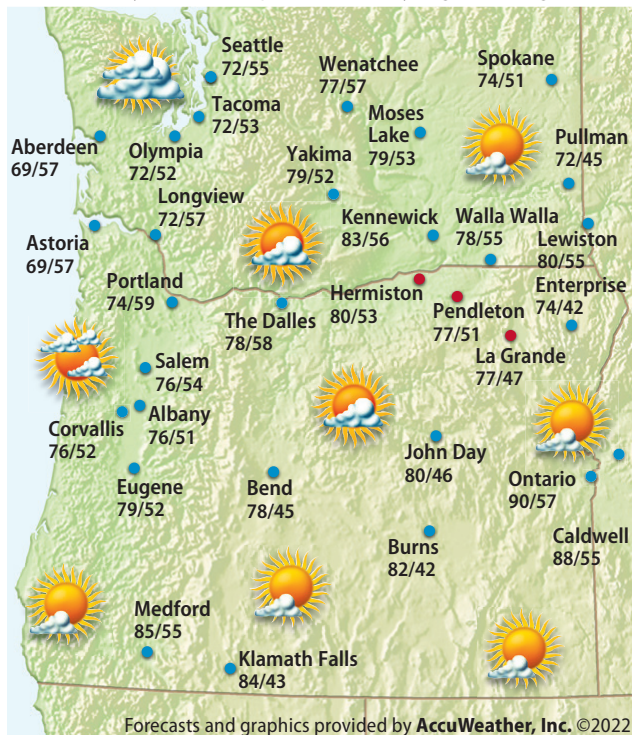 Seattle
72/55
Wenatchee
77/57
Spokane
74/51
Tacoma
72/53
Moses
Lake
79/53
Aberdeen
69/57
Olympia
72/52
Yakima
79/52
Pullman
72/45
Longview
72/57
Kennewick
83/56
Walla Walla
78/55
Lewiston
80/55
Astoria
69/57
Portland
74/59
The Dalles
78/58
Hermiston
80/53
Pendleton
77/51
Enterprise
74/42
La Grande
77/47
Salem
76/54
Albany
76/51
Corvallis
76/52
Eugene
79/52
Bend
78/45
John Day
80/46
Ontario
90/57
Burns
82/42
Caldwell
88/55
Medford
85/55
Klamath Falls
84/43
Forecasts and graphics provided by AccuWeather, Inc. ©2022